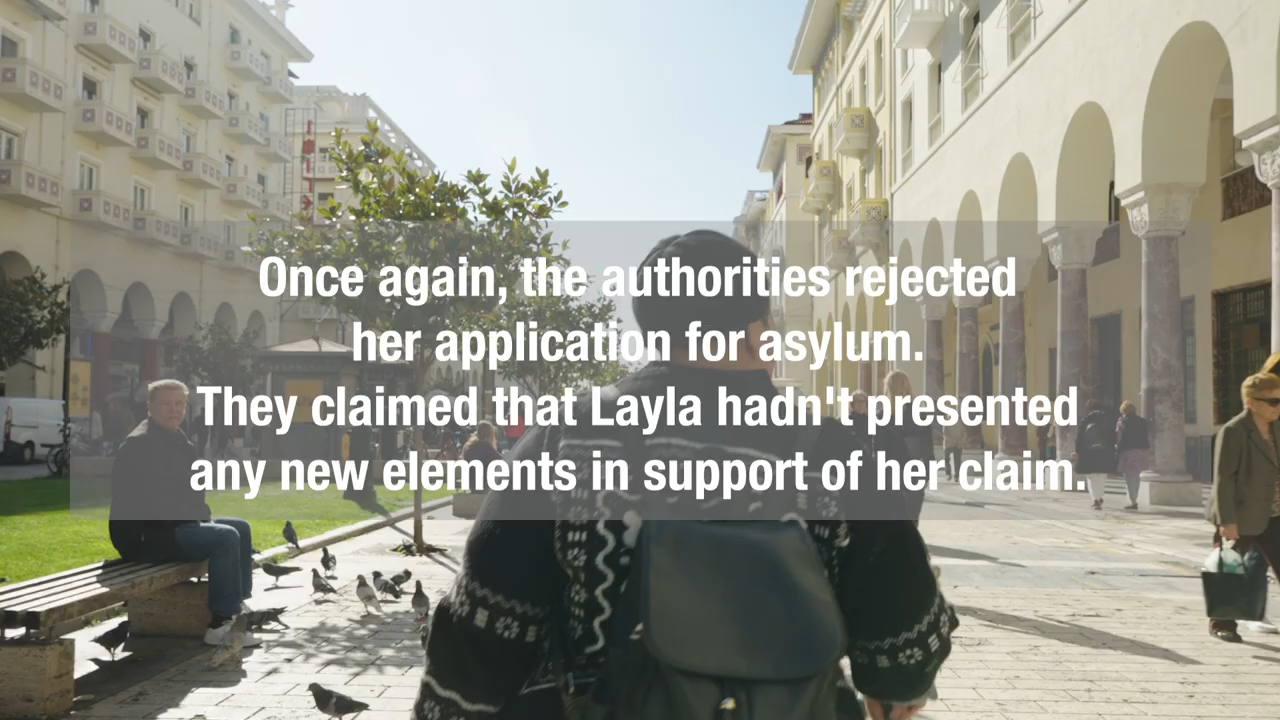 Once again, the authorities rejected
her application for asylum.
They claimed that Layla hadn't presented
any new elements in support of her claim.